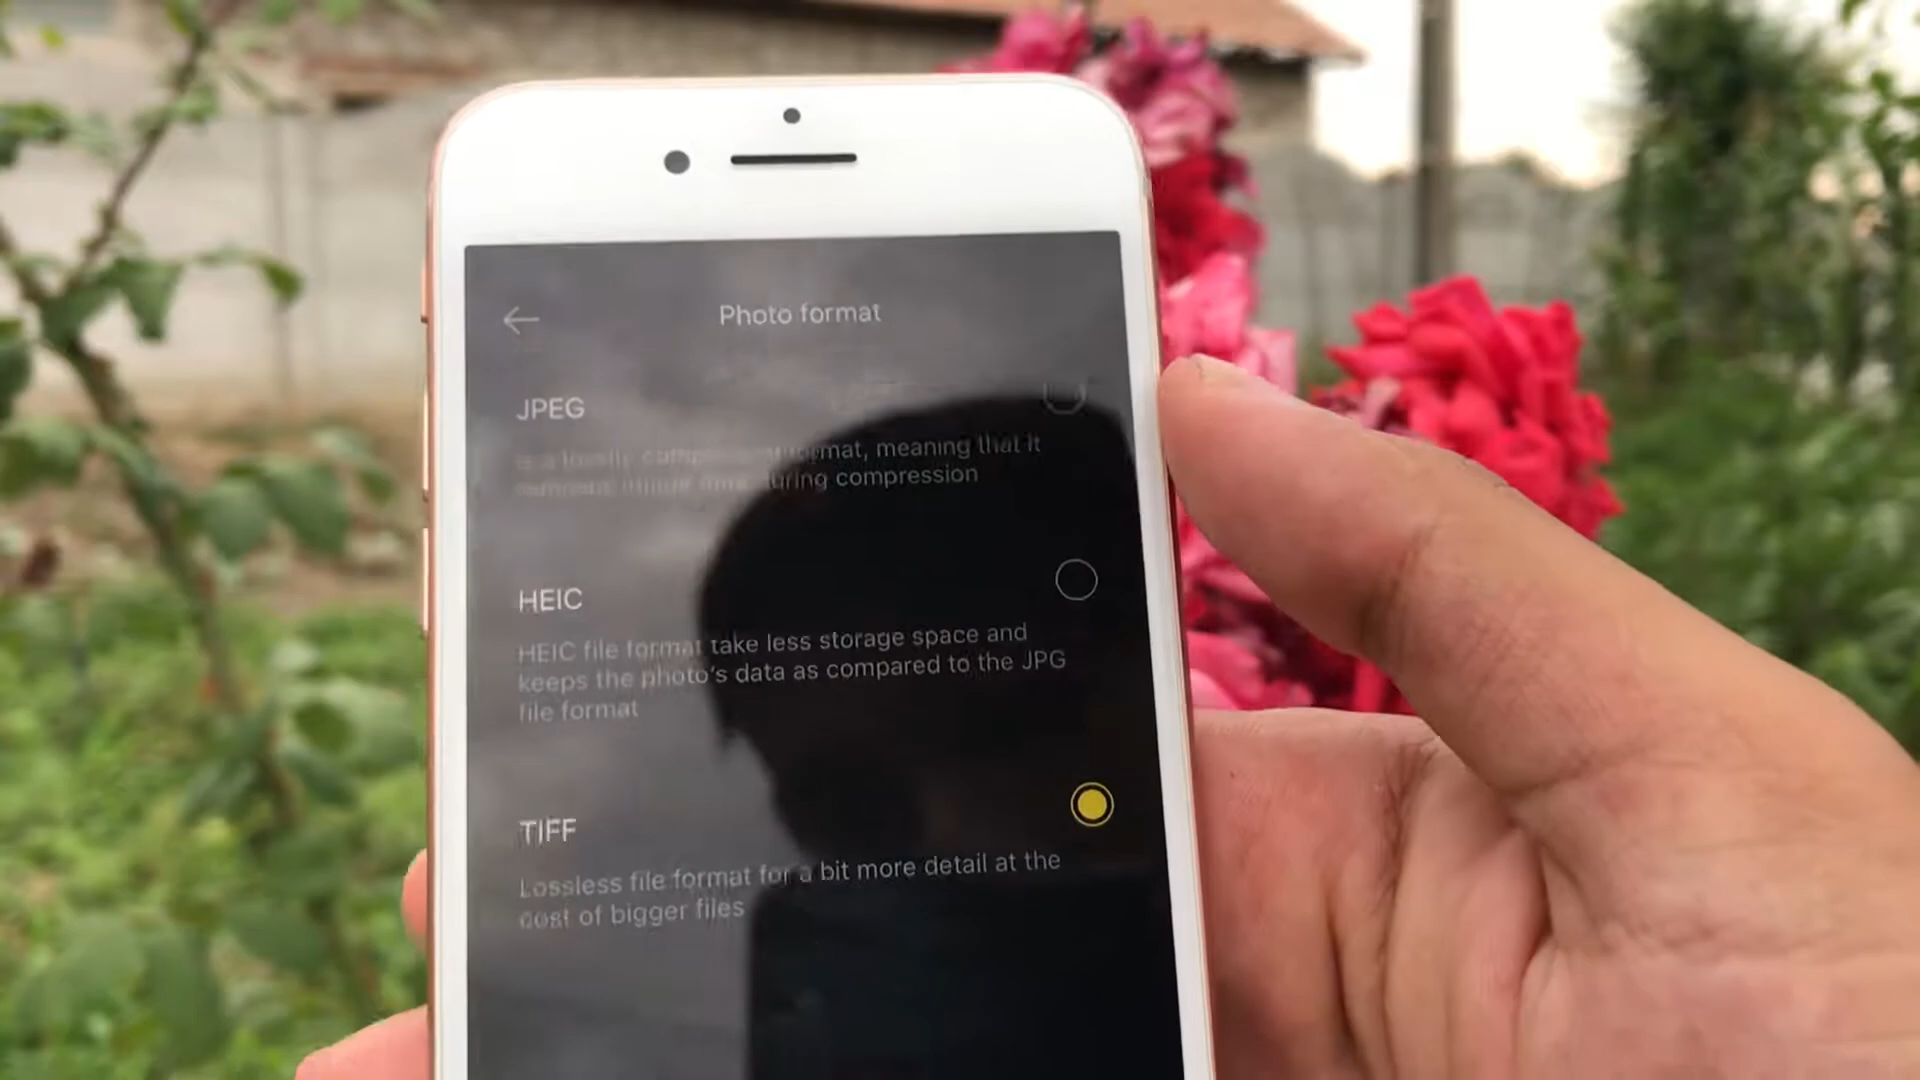 Photo format
JPEG
is a format, meaning that it
during compression
HEIC
HEIC file format take less storage space and
keeps the photo's data as compared to the JPG
file format
TIFF
Lossless file format for a bit more detail at the
cost of bigger files